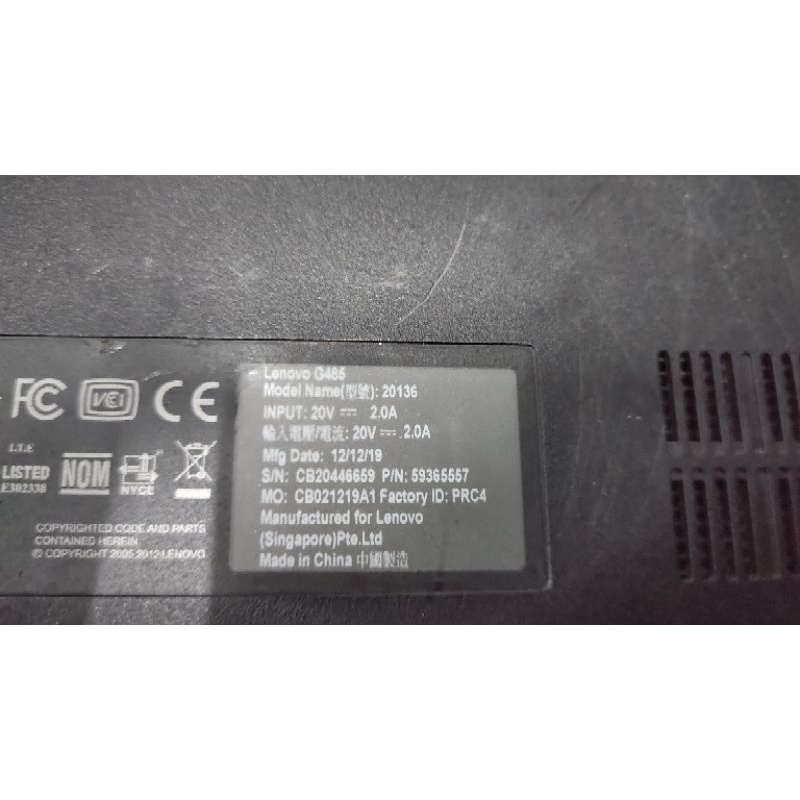 Lenovo G485
Model Name(型號): 20136
INPUT: 20V ⎓ 2.0A
輸入電壓/電流: 20V ⎓ 2.0A
Mfg Date: 12/12/19
S/N: CB20446659 P/N: 59365557
MO: CB021219A1 Factory ID: PRC4
Manufactured for Lenovo
(Singapore)Pte.Ltd
Made in China 中國製造
FC VCI CE
I.T.E
LISTED
E302338
NOM
NYCE
COPYRIGHTED CODE AND PARTS
CONTAINED HEREIN
© COPYRIGHT 2005,2012 LENOVO